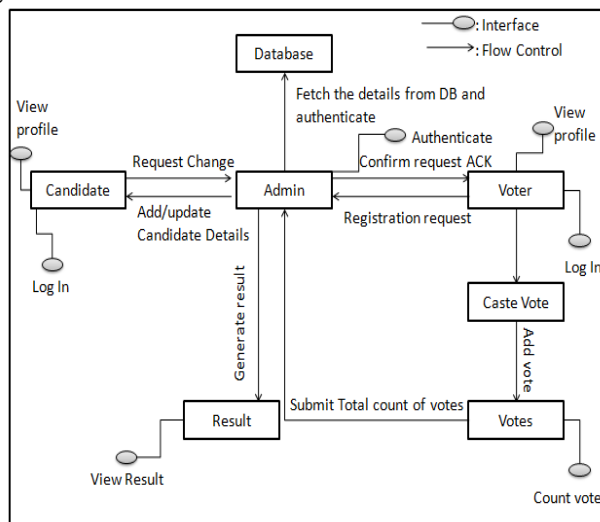 : Interface
: Flow Control
Database
Fetch the details from DB and
authenticate
View
profile
View
profile
Authenticate
Request Change
Confirm request ACK
Candidate
Admin
Voter
Add/update
Candidate Details
Registration request
Log In
Log In
Caste Vote
Generate result
Add vote
Result
Submit Total count of votes
Votes
View Result
Count vote